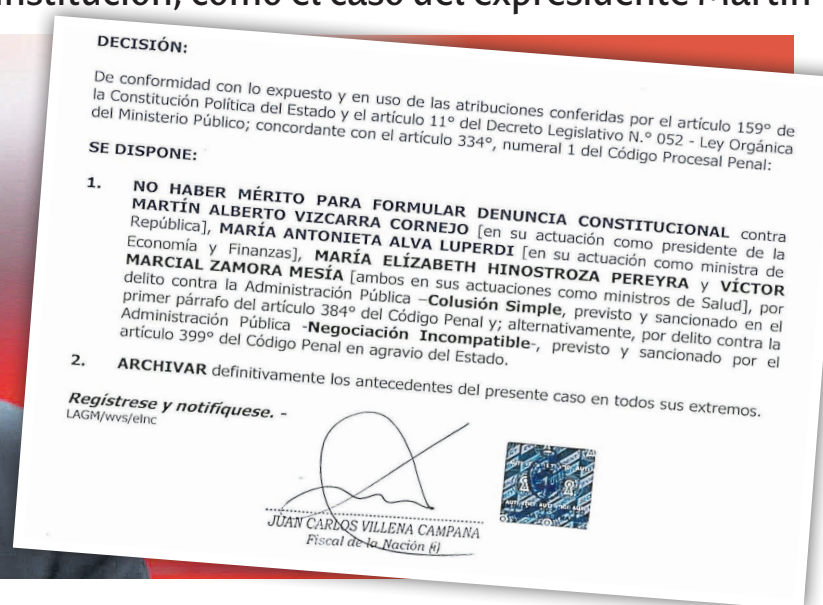 nstitución, como el caso del expresidente Martín
DECISIÓN:
De conformidad con lo expuesto y en uso de las atribuciones conferidas por el artículo 159° de
la Constitución Política del Estado y el artículo 11° del Decreto Legislativo N.° 052 - Ley Orgánica
del Ministerio Público; concordante con el artículo 334°, numeral 1 del Código Procesal Penal:
SE DISPONE:
1. NO HABER MÉRITO PARA FORMULAR DENUNCIA CONSTITUCIONAL contra
MARTÍN ALBERTO VIZCARRA CORNEJO [en su actuación como presidente de la
República], MARÍA ANTONIETA ALVA LUPERDI [en su actuación como ministra de
Economía y Finanzas], MARÍA ELÍZABETH HINOSTROZA PEREYRA y VÍCTOR
MARCIAL ZAMORA MESÍA [ambos en sus actuaciones como ministros de Salud], por
delito contra la Administración Pública –Colusión Simple, previsto y sancionado en el
primer párrafo del artículo 384° del Código Penal y; alternativamente, por delito contra la
Administración Pública -Negociación Incompatible-, previsto y sancionado por el
artículo 399° del Código Penal en agravio del Estado.
2. ARCHIVAR definitivamente los antecedentes del presente caso en todos sus extremos.
Regístrese y notifíquese. -
LAGM/wvs/elnc
JUAN CARLOS VILLENA CAMPANA
Fiscal de la Nación (i)